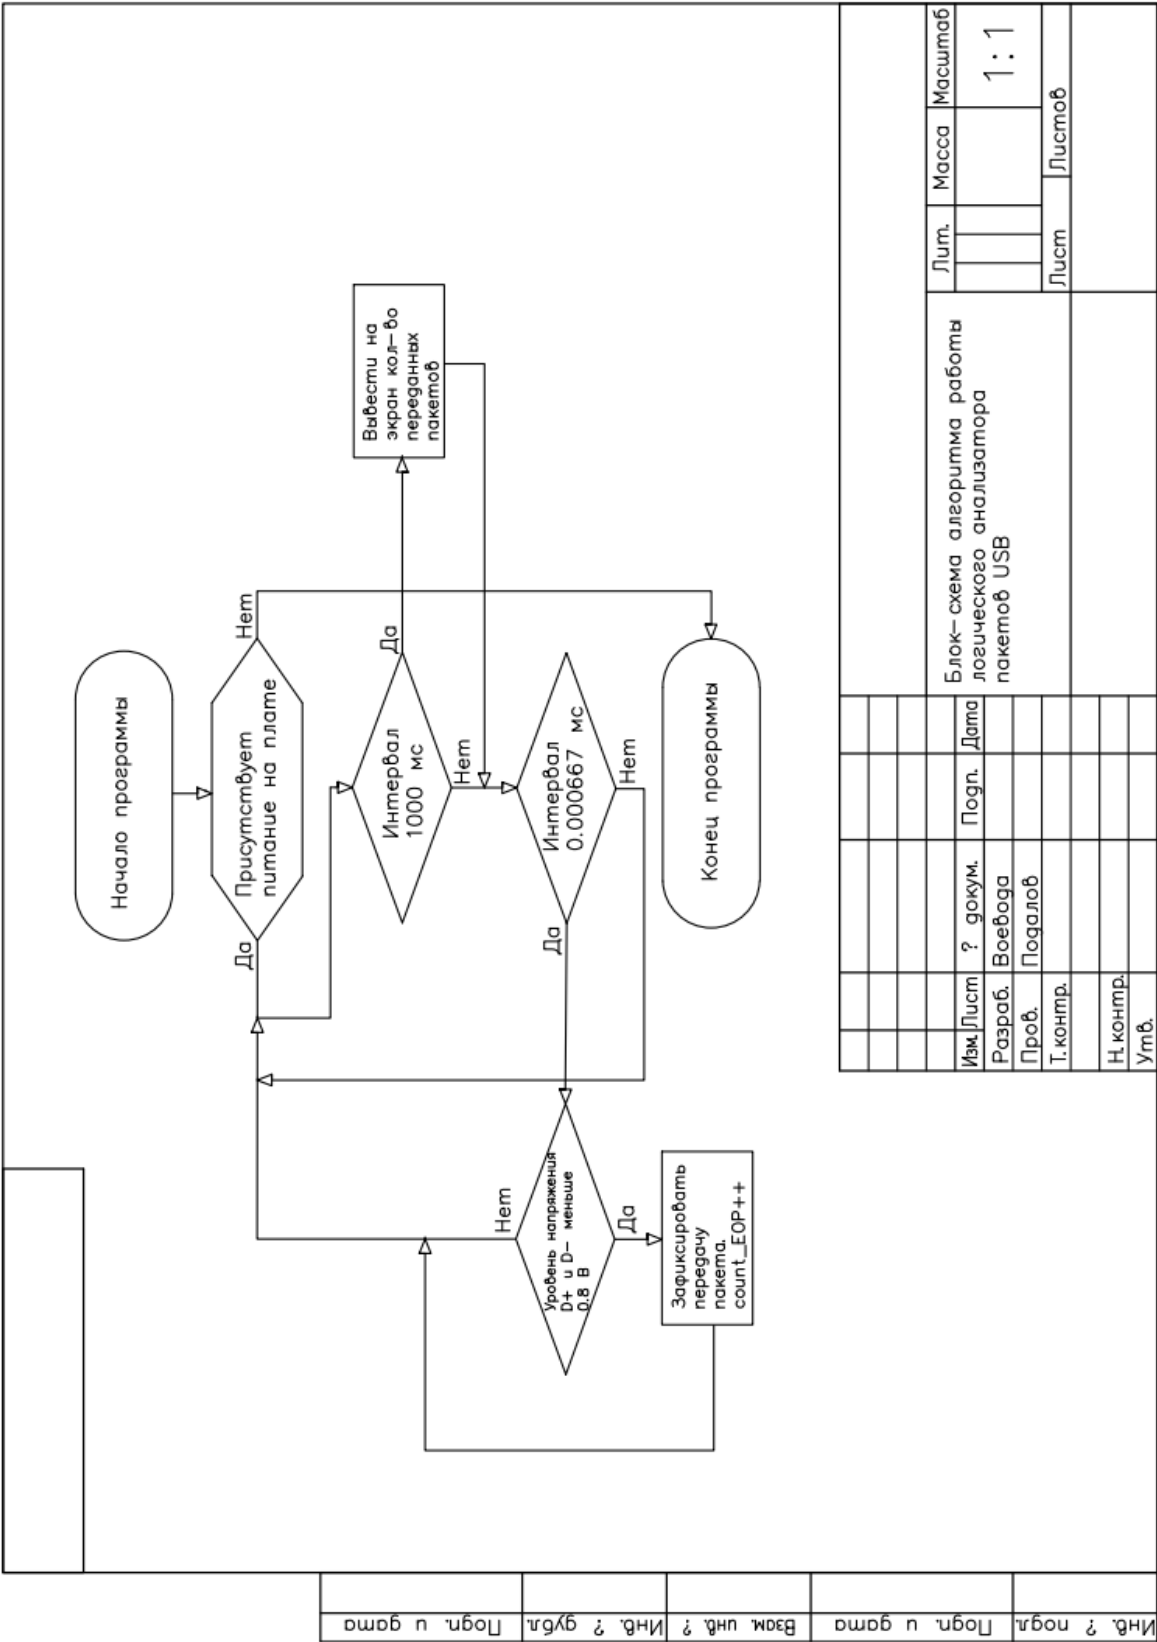 Начало программы
Присутствует
питание на плате
Да
Нет
Интервал
1000 мс
Да
Нет
Вывести на
экран кол-во
переданных
пакетов
Интервал
0.000667 мс
Да
Нет
Уровень напряжения
D+ и D- меньше
0.8 В
Нет
Да
Зафиксировать
передачу
пакета.
count_EOP++
Конец программы
Изм. Лист ? докум. Подп. Дата
Разраб. Воевода
Пров. Подалов
Т.контр.
Н.контр.
Утв.
Блок-схема алгоритма работы
логического анализатора
пакетов USB
Лит. Масса Масштаб
1:1
Лист Листов
Подп. и дата
Инв. ? дубл.
Взам. инв. ?
Подп. и дата
Инв. ? подл.